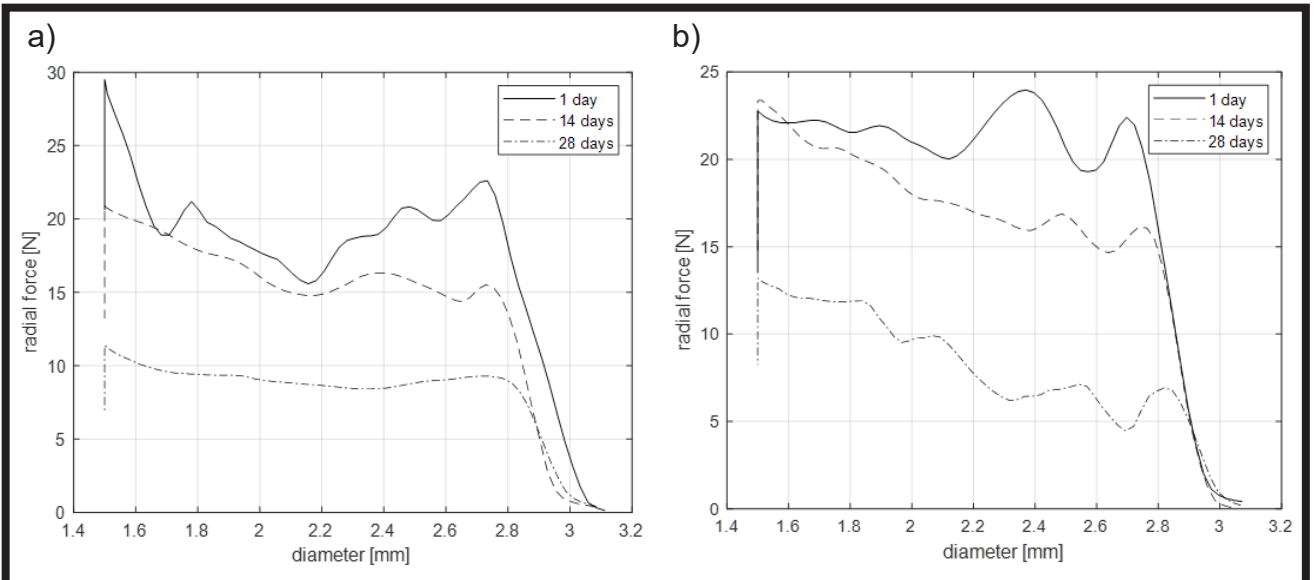 a)
30
25
20
15
10
5
0
radial force [N]
1 day
14 days
28 days
1.4 1.6 1.8 2 2.2 2.4 2.6 2.8 3 3.2
diameter [mm]
b)
25
20
15
10
5
0
radial force [N]
1 day
14 days
28 days
1.4 1.6 1.8 2 2.2 2.4 2.6 2.8 3 3.2
diameter [mm]